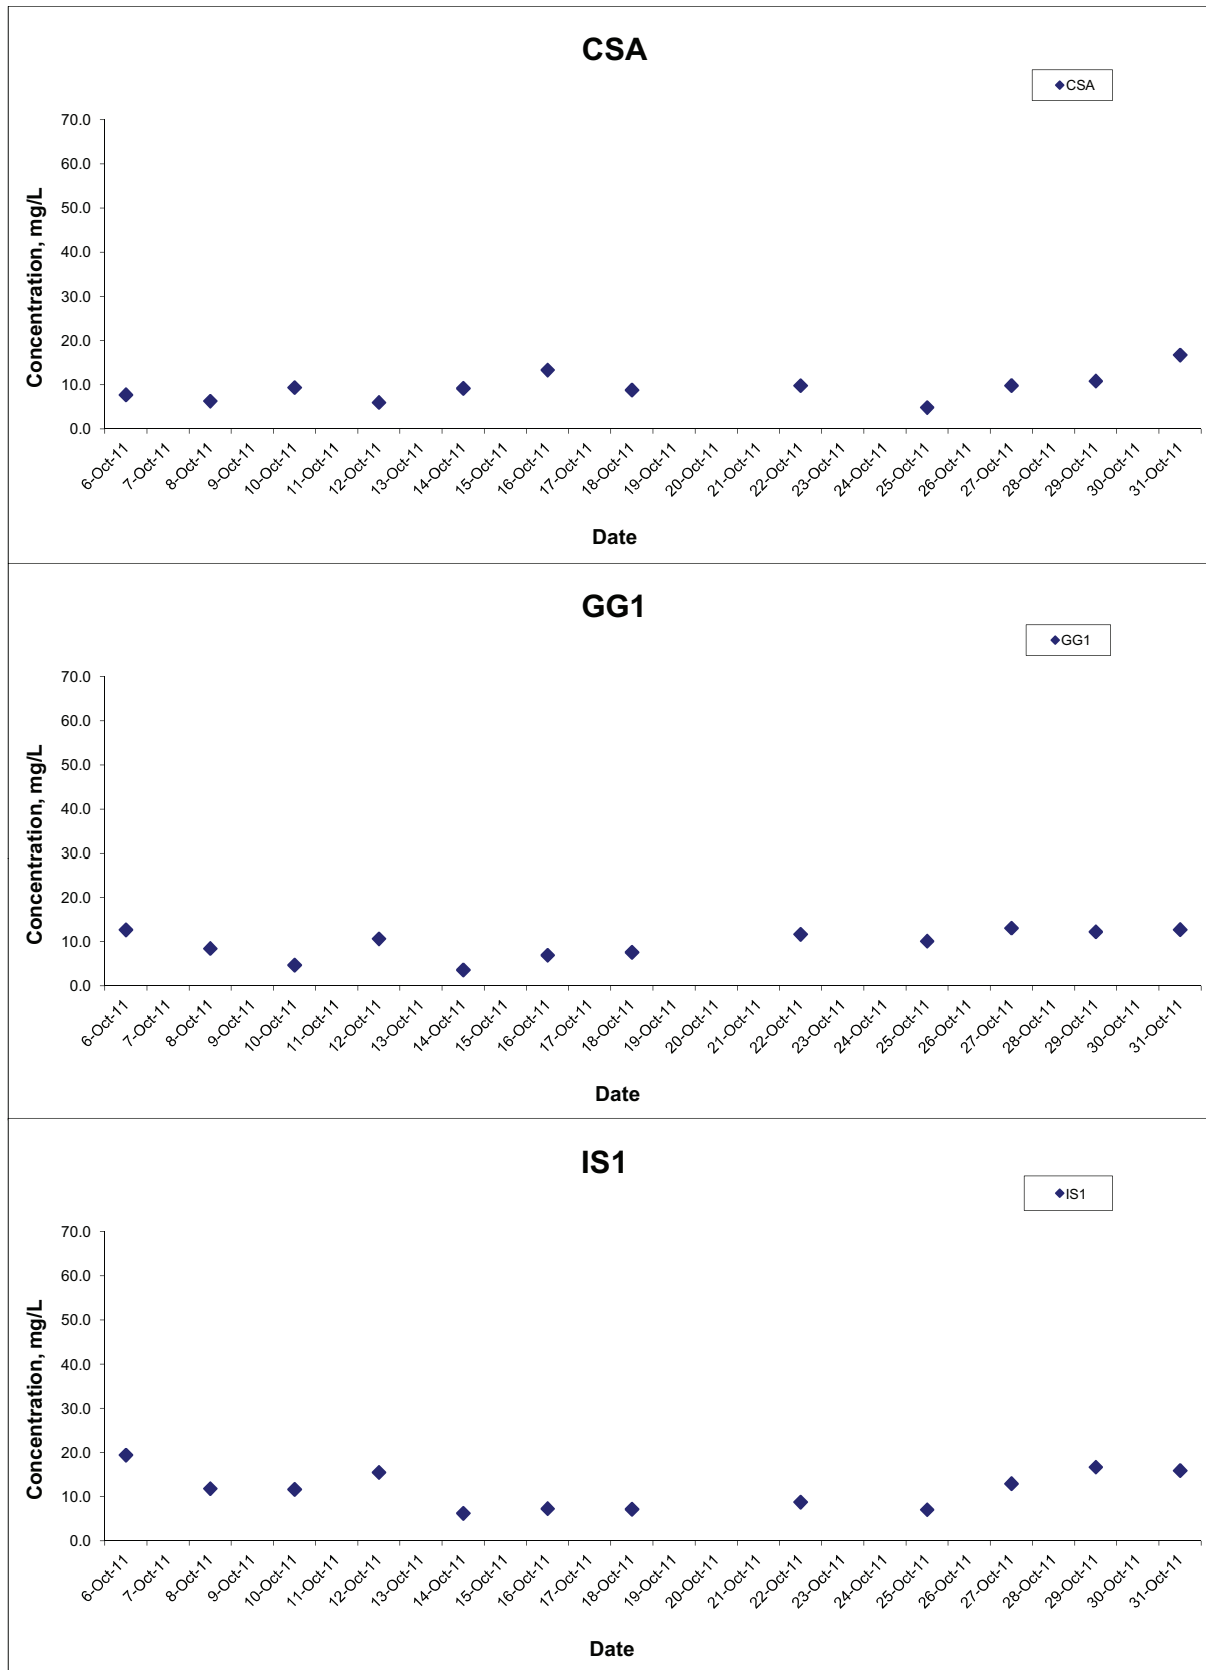 CSA
CSA
70.0
60.0
50.0
40.0
30.0
20.0
10.0
0.0
Concentration, mg/L
6-Oct-11 7-Oct-11 8-Oct-11 9-Oct-11 10-Oct-11 11-Oct-11 12-Oct-11 13-Oct-11 14-Oct-11 15-Oct-11 16-Oct-11 17-Oct-11 18-Oct-11 19-Oct-11 20-Oct-11 21-Oct-11 22-Oct-11 23-Oct-11 24-Oct-11 25-Oct-11 26-Oct-11 27-Oct-11 28-Oct-11 29-Oct-11 30-Oct-11 31-Oct-11
Date
GG1
GG1
70.0
60.0
50.0
40.0
30.0
20.0
10.0
0.0
Concentration, mg/L
6-Oct-11 7-Oct-11 8-Oct-11 9-Oct-11 10-Oct-11 11-Oct-11 12-Oct-11 13-Oct-11 14-Oct-11 15-Oct-11 16-Oct-11 17-Oct-11 18-Oct-11 19-Oct-11 20-Oct-11 21-Oct-11 22-Oct-11 23-Oct-11 24-Oct-11 25-Oct-11 26-Oct-11 27-Oct-11 28-Oct-11 29-Oct-11 30-Oct-11 31-Oct-11
Date
IS1
IS1
70.0
60.0
50.0
40.0
30.0
20.0
10.0
0.0
Concentration, mg/L
6-Oct-11 7-Oct-11 8-Oct-11 9-Oct-11 10-Oct-11 11-Oct-11 12-Oct-11 13-Oct-11 14-Oct-11 15-Oct-11 16-Oct-11 17-Oct-11 18-Oct-11 19-Oct-11 20-Oct-11 21-Oct-11 22-Oct-11 23-Oct-11 24-Oct-11 25-Oct-11 26-Oct-11 27-Oct-11 28-Oct-11 29-Oct-11 30-Oct-11 31-Oct-11
Date